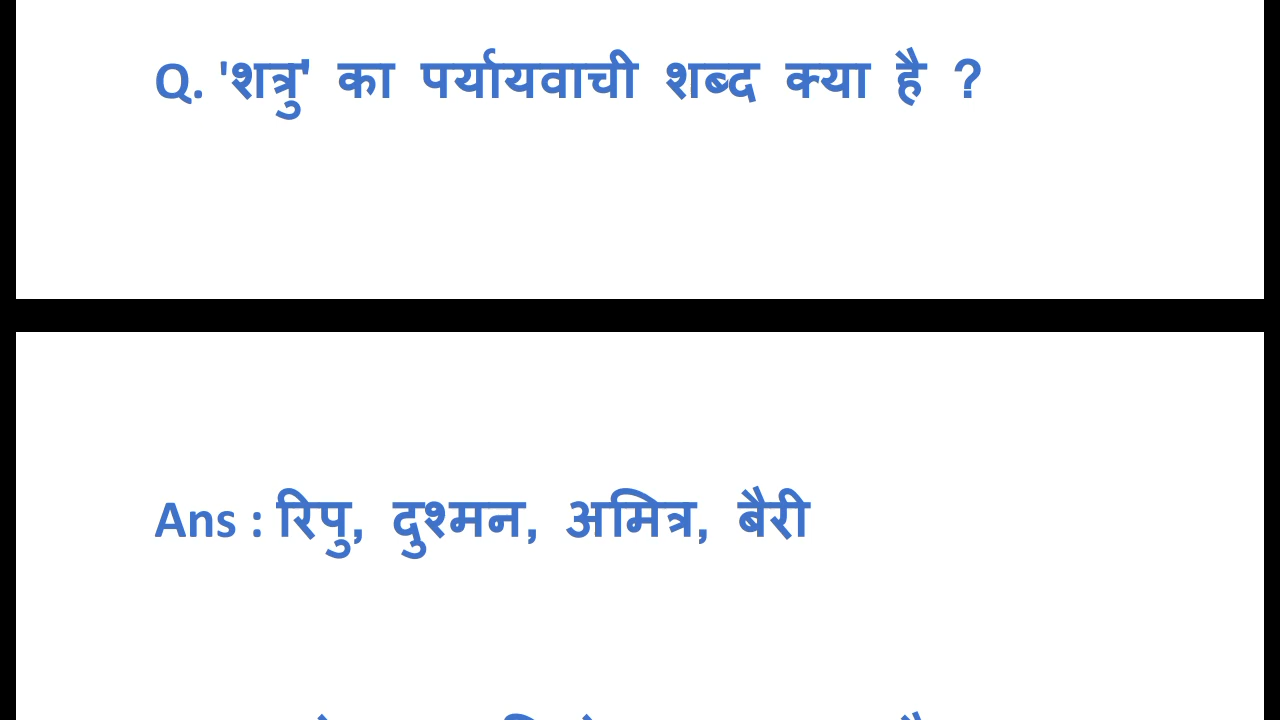 Q. 'शत्रु' का पर्यायवाची शब्द क्या है ?
Ans : रिपु, दुश्मन, अमित्र, बैरी